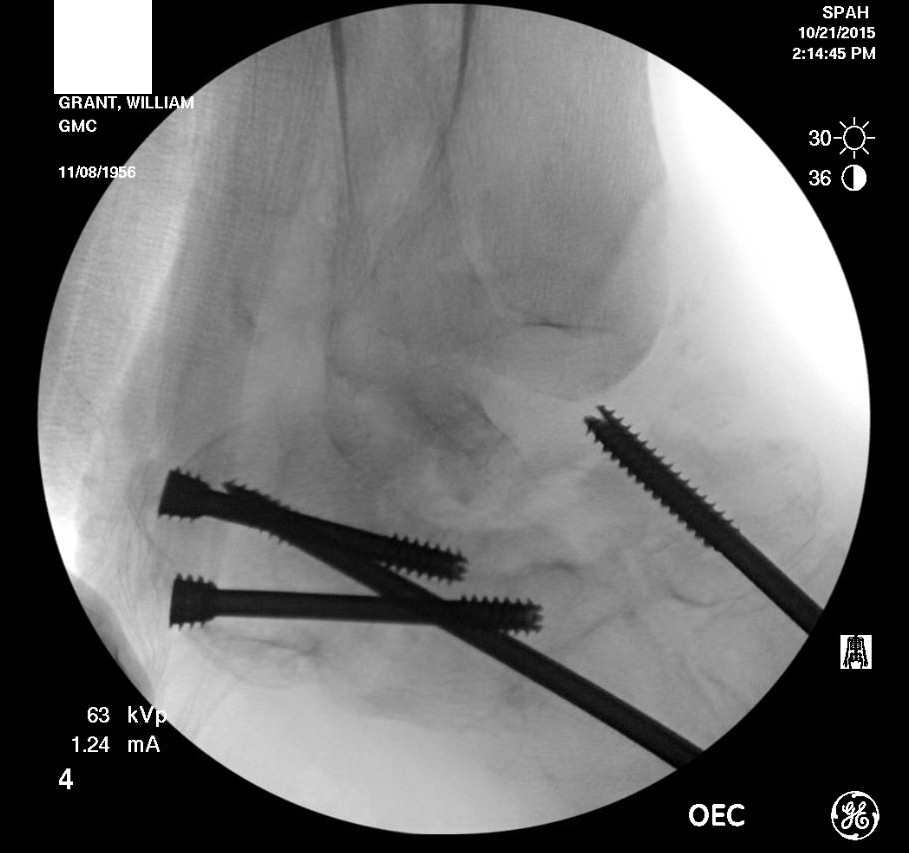 SPAH
10/21/2015
2:14:45 PM
GRANT, WILLIAM
GMC
11/08/1956
30
36
63 kVp
1.24 mA
4
OEC
GE